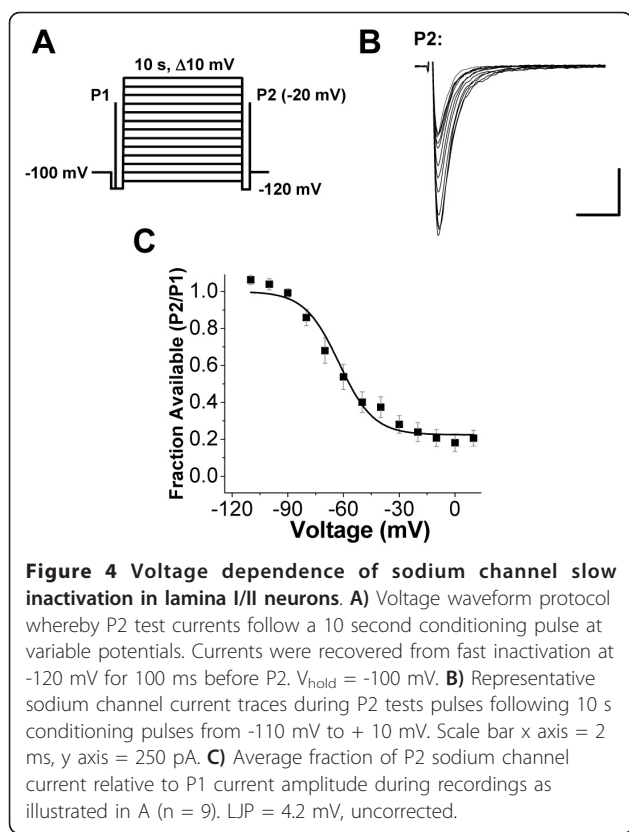 A
10 s, Δ10 mV
P1
P2 (-20 mV)
-100 mV
-120 mV
B
P2:
C
Fraction Available (P2/P1)
1.0
0.8
0.6
0.4
0.2
0.0
-120 -90 -60 -30 0
Voltage (mV)
Figure 4 Voltage dependence of sodium channel slow
inactivation in lamina I/II neurons. A) Voltage waveform protocol
whereby P2 test currents follow a 10 second conditioning pulse at
variable potentials. Currents were recovered from fast inactivation at
-120 mV for 100 ms before P2. Vhold = -100 mV. B) Representative
sodium channel current traces during P2 tests pulses following 10 s
conditioning pulses from -110 mV to + 10 mV. Scale bar x axis = 2
ms, y axis = 250 pA. C) Average fraction of P2 sodium channel
current relative to P1 current amplitude during recordings as
illustrated in A (n = 9). LJP = 4.2 mV, uncorrected.